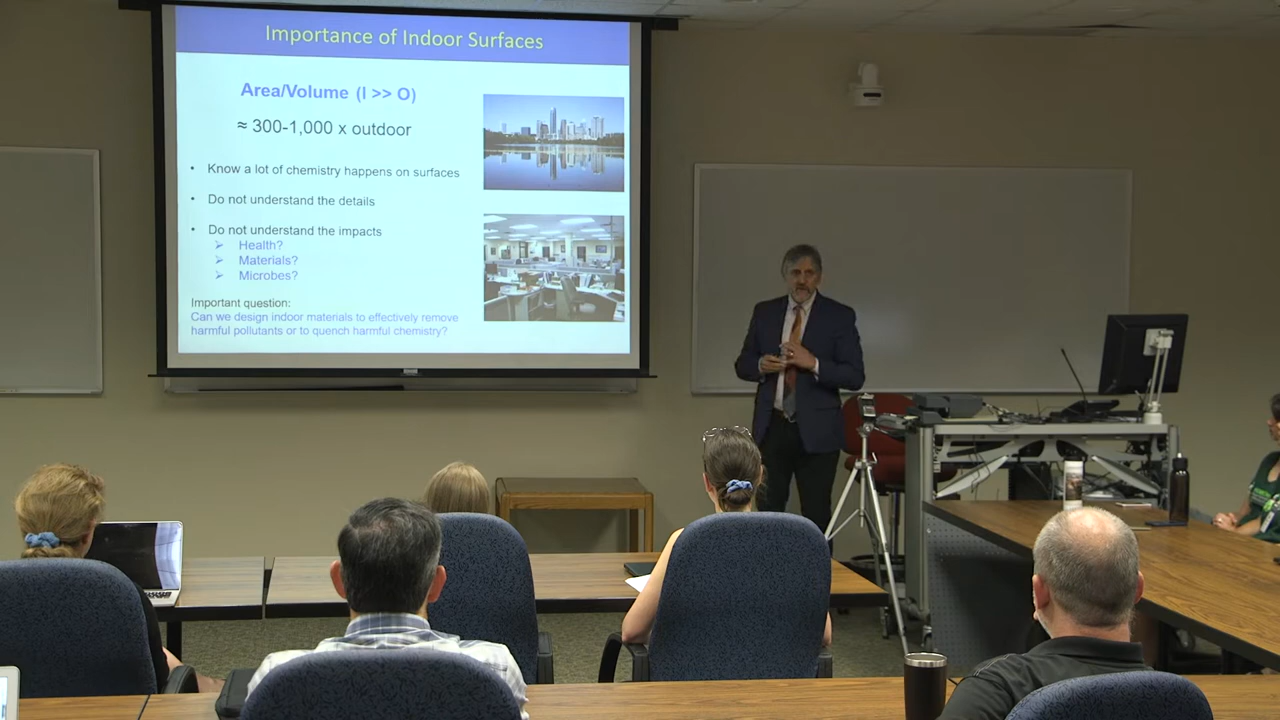 Importance of Indoor Surfaces
Area/Volume (I >> O)
≈ 300-1,000 x outdoor
• Know a lot of chemistry happens on surfaces
• Do not understand the details
• Do not understand the impacts
➢ Health?
➢ Materials?
➢ Microbes?
Important question:
Can we design indoor materials to effectively remove
harmful pollutants or to quench harmful chemistry?